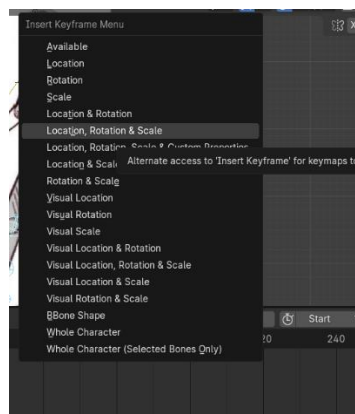 Insert Keyframe Menu
Available
Location
Rotation
Scale
Location & Rotation
Location, Rotation & Scale
Location, Rotation, Scale & Custom Properties
Location & Scale
Alternate access to 'Insert Keyframe' for keymaps to
Rotation & Scale
Visual Location
Visual Rotation
Visual Scale
Visual Location & Rotation
Visual Location, Rotation & Scale
Visual Location & Scale
Visual Rotation & Scale
BBone Shape
Whole Character
Whole Character (Selected Bones Only)
Start
240